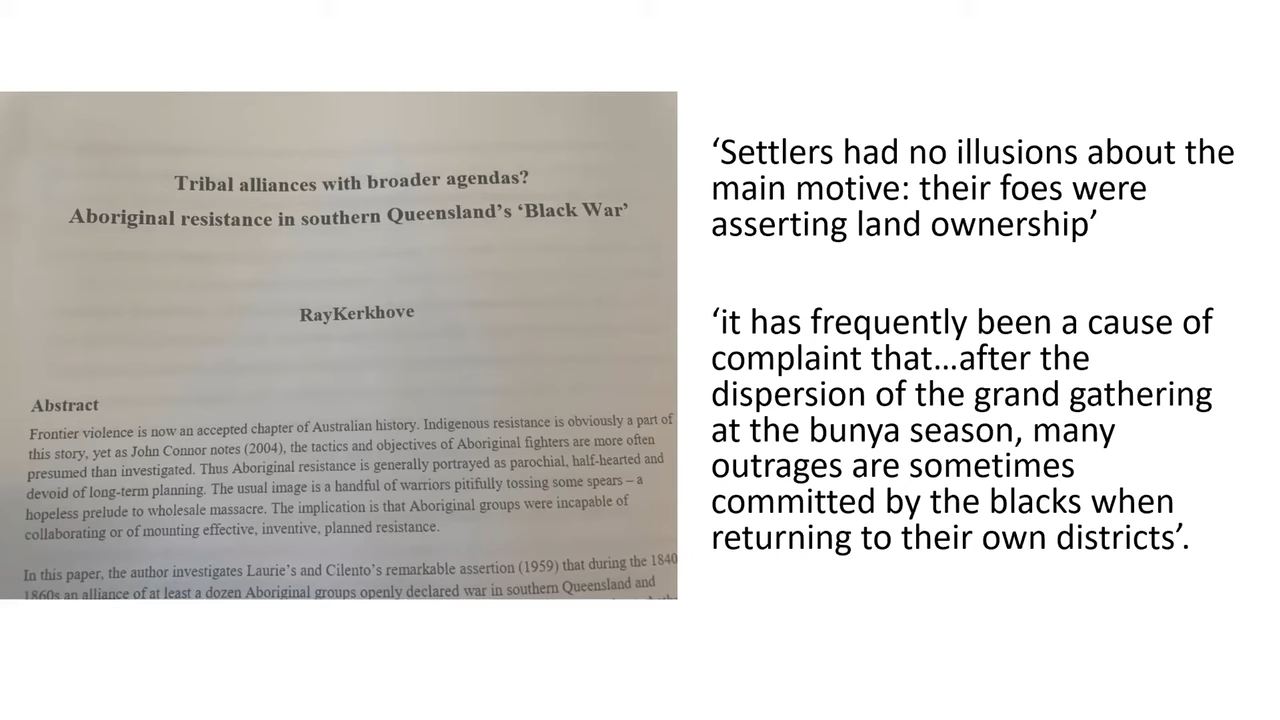 Tribal alliances with broader agendas?
Aboriginal resistance in southern Queensland's 'Black War'
RayKerkhove
Abstract
Frontier violence is now an accepted chapter of Australian history. Indigenous resistance is obviously a part of
this story, yet as John Connor notes (2004), the tactics and objectives of Aboriginal fighters are more often
presumed than investigated. Thus Aboriginal resistance is generally portrayed as parochial, half-hearted and
devoid of long-term planning. The usual image is a handful of warriors pitifully tossing some spears – a
hopeless prelude to wholesale massacre. The implication is that Aboriginal groups were incapable of
collaborating or of mounting effective, inventive, planned resistance.
In this paper, the author investigates Laurie's and Cilento's remarkable assertion (1959) that during the 1840
1860s an alliance of at least a dozen Aboriginal groups openly declared war in southern Queensland and
‘Settlers had no illusions about the
main motive: their foes were
asserting land ownership’
‘it has frequently been a cause of
complaint that…after the
dispersion of the grand gathering
at the bunya season, many
outrages are sometimes
committed by the blacks when
returning to their own districts’.